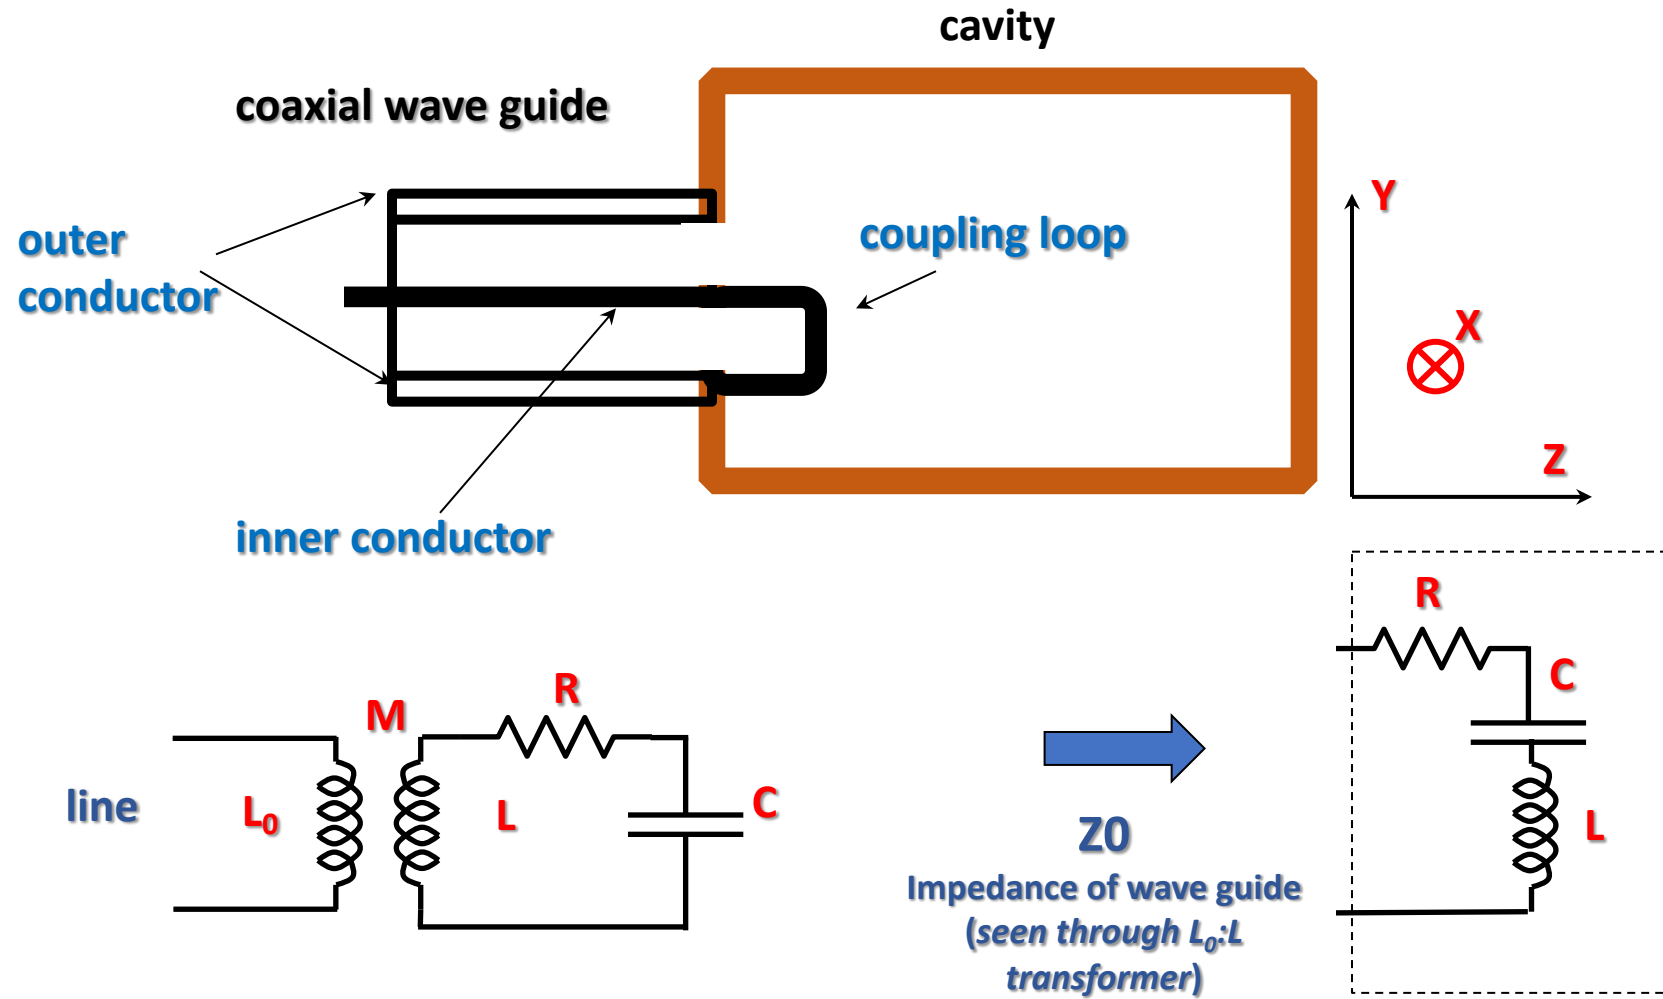 cavity
coaxial wave guide
outer
conductor
coupling loop
Y
X
Z
inner conductor
R
C
L
M
R
line
L₀
L
C
Z0
Impedance of wave guide
(seen through L₀:L
transformer)